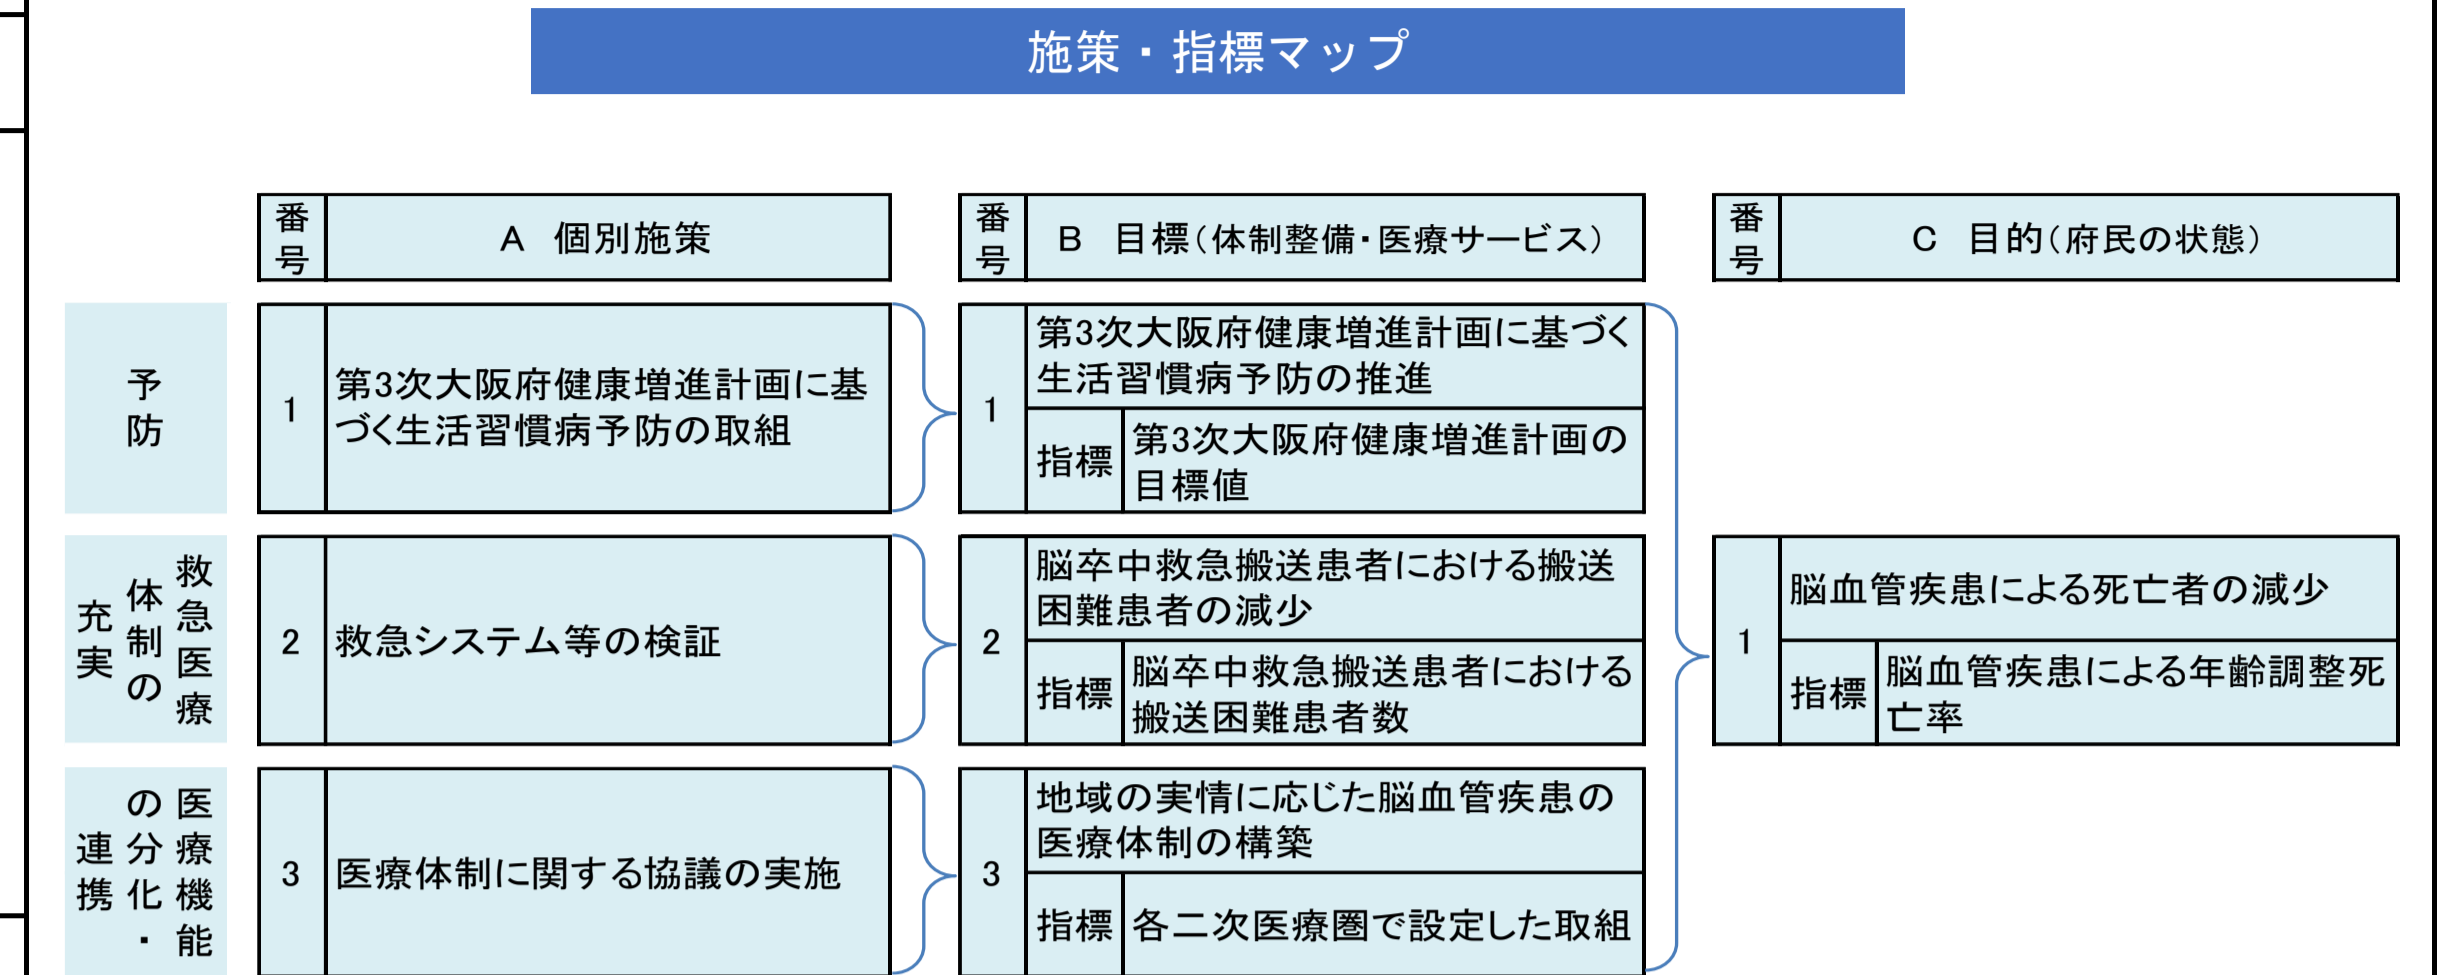 施策・指標マップ
番号
A 個別施策
番号
B 目標(体制整備・医療サービス)
番号
C 目的(府民の状態)
予防
1
第3次大阪府健康増進計画に基
づく生活習慣病予防の取組
1
第3次大阪府健康増進計画に基づく
生活習慣病予防の推進
指標
第3次大阪府健康増進計画の
目標値
救急医療
体制の
充実
2
救急システム等の検証
2
脳卒中救急搬送患者における搬送
困難患者の減少
指標
脳卒中救急搬送患者における
搬送困難患者数
1
脳血管疾患による死亡者の減少
指標
脳血管疾患による年齢調整死
亡率
医療機能
の分化・
連携
3
医療体制に関する協議の実施
3
地域の実情に応じた脳血管疾患の
医療体制の構築
指標
各二次医療圏で設定した取組